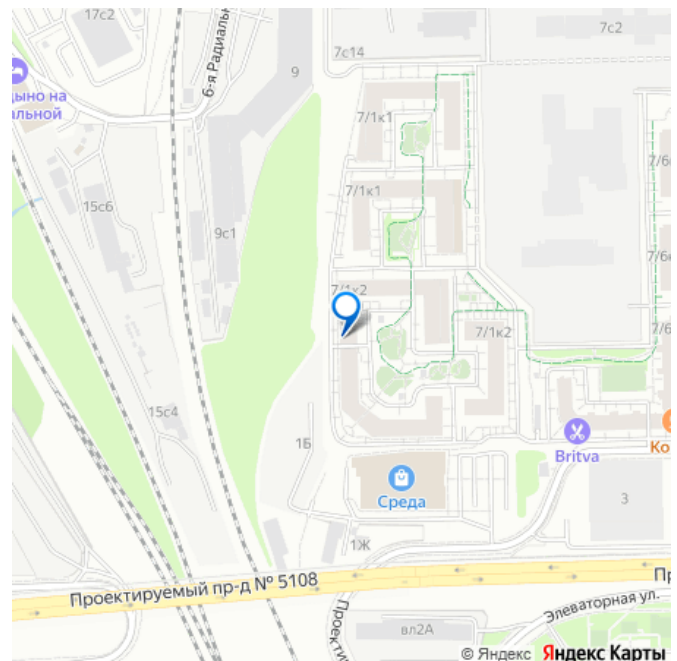 17с2
7с14
7с2
6-я Радиальн
9
ыно на
альной
7/1к1
7/1к1
7/6
15с6
9с1
7/6
7/1к2
7/1к2
7/6
15с4
1Б
Britva
Ко
Среда
3
1Ж
Проектируемый пр-д № 5108
Пр
Проекти
Элеваторная ул.
вл2А
© Яндекс Яндекс Карты